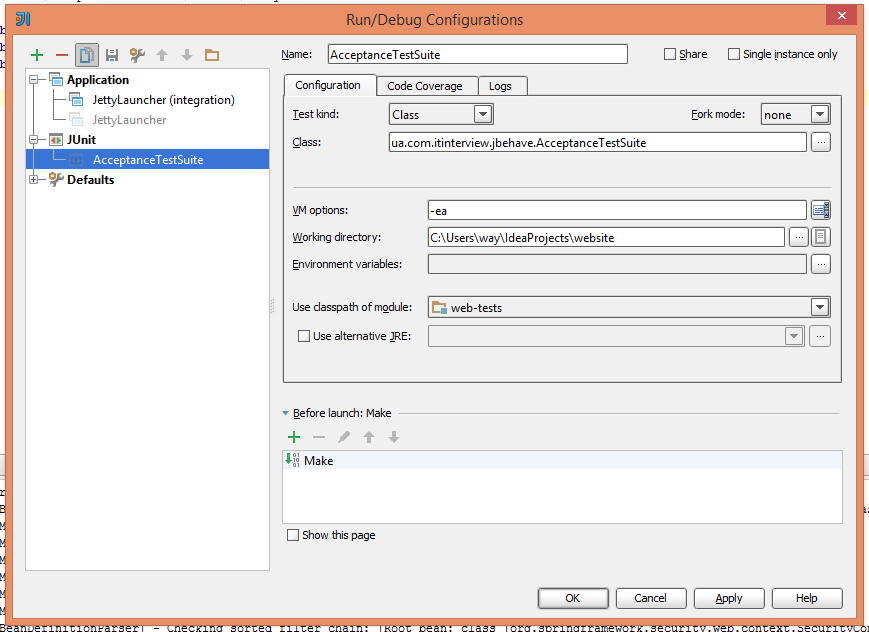 Run/Debug Configurations
Name: AcceptanceTestSuite
Share
Single instance only
Application
JettyLauncher (integration)
JettyLauncher
JUnit
AcceptanceTestSuite
Defaults
Configuration
Code Coverage
Logs
Test kind: Class
Fork mode: none
Class: ua.com.itinterview.jbehave.AcceptanceTestSuite
VM options: -ea
Working directory: C:\Users\way\IdeaProjects\website
Environment variables:
Use classpath of module: web-tests
Use alternative JRE:
Before launch: Make
Make
Show this page
OK
Cancel
Apply
Help
BeanDefinitionParser] - Checking sorted filter chain: [Root bean: class [org.springframework.security.web.context.SecurityCon